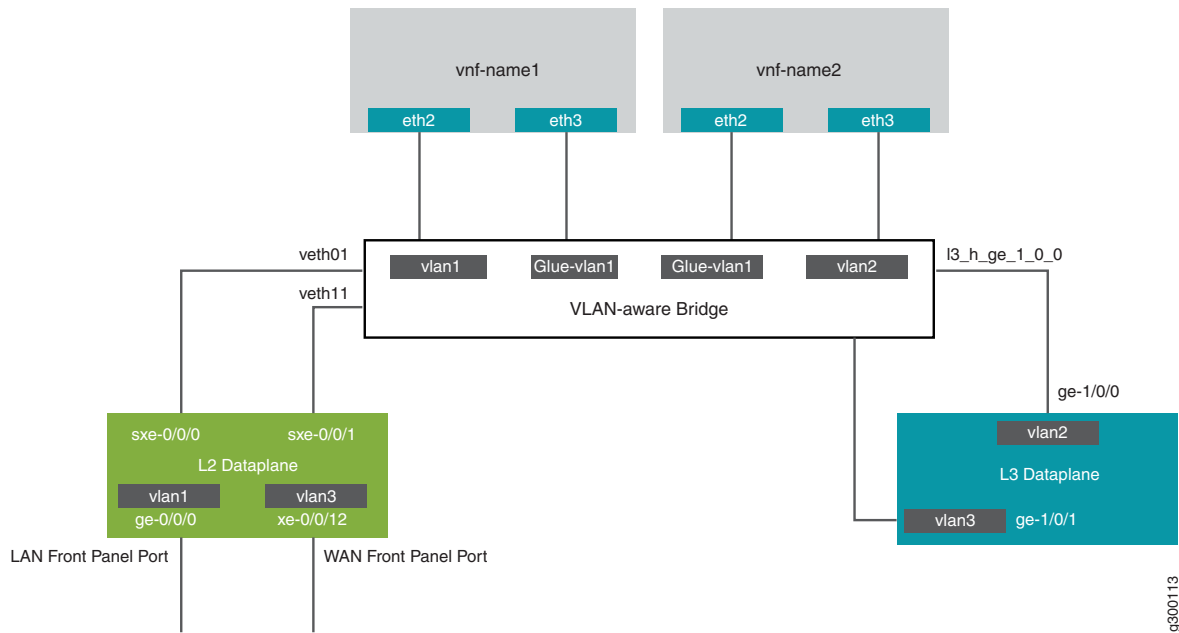 vnf-name1
vnf-name2
eth2
eth3
eth2
eth3
veth01
l3_h_ge_1_0_0
vlan1
Glue-vlan1
Glue-vlan1
vlan2
veth11
VLAN-aware Bridge
ge-1/0/0
sxe-0/0/0
sxe-0/0/1
vlan2
L2 Dataplane
L3 Dataplane
vlan1
vlan3
ge-0/0/0
xe-0/0/12
vlan3
ge-1/0/1
LAN Front Panel Port
WAN Front Panel Port
g300113